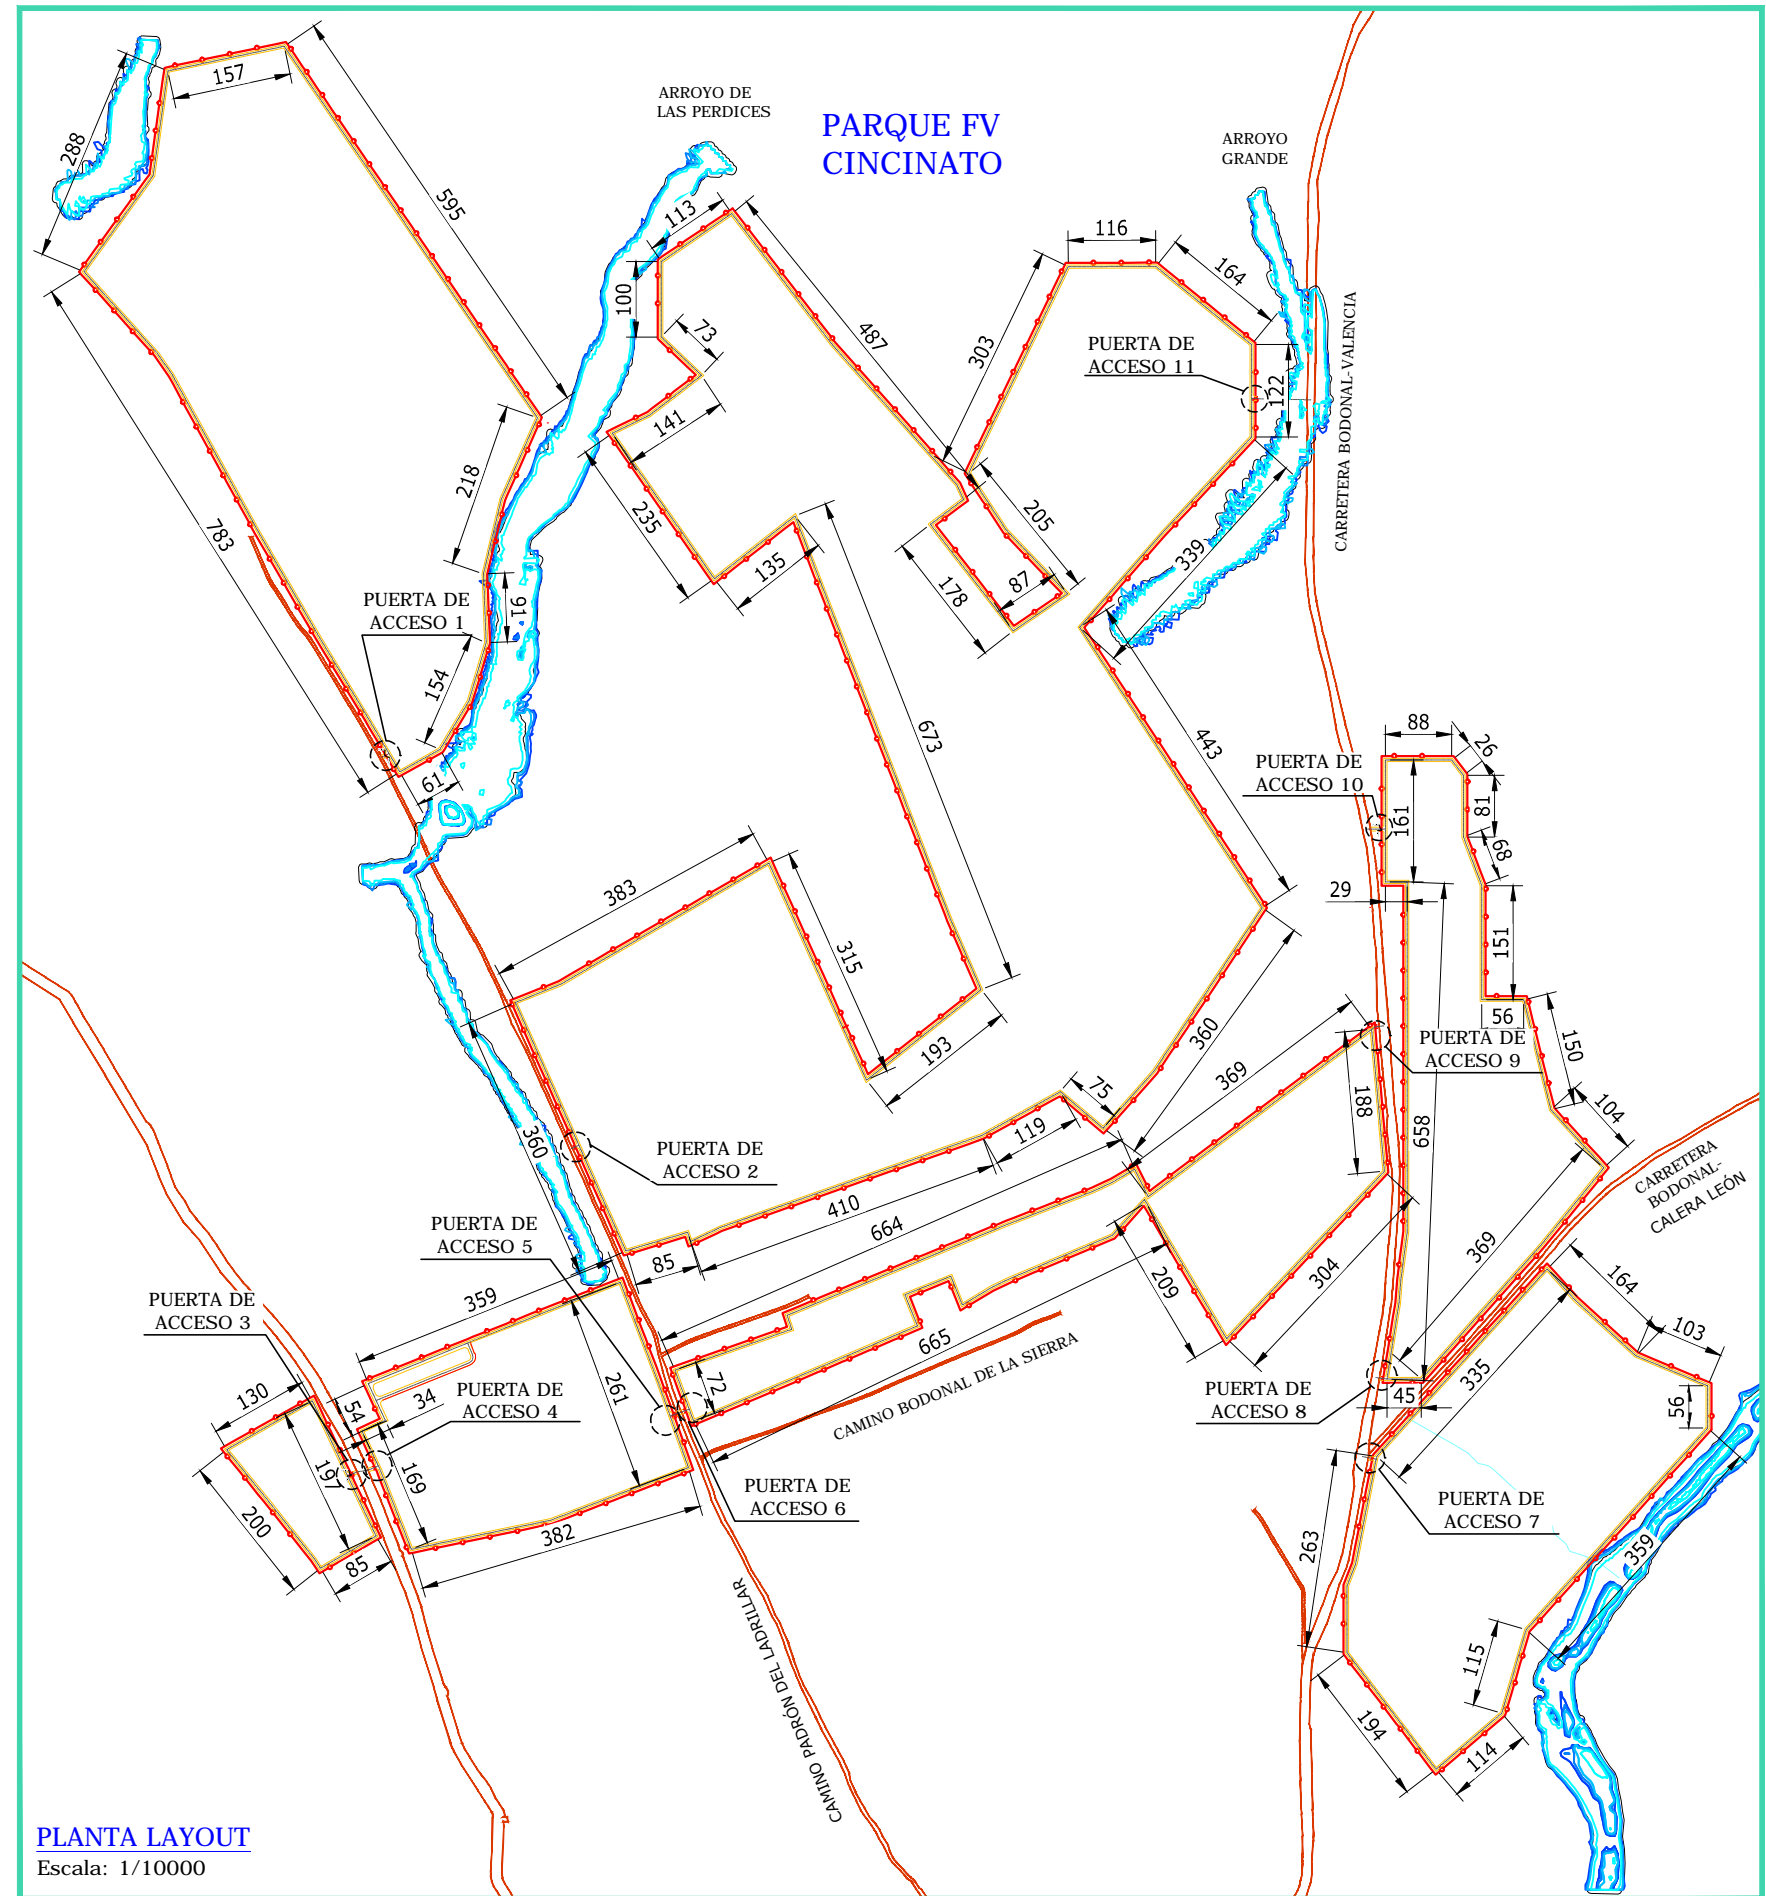 157
288
595
783
218
91
154
61
PUERTA DE
ACCESO 1
ARROYO DE
LAS PERDICES
PARQUE FV
CINCINATO
ARROYO
GRANDE
113
100
73
487
141
235
135
116
164
303
PUERTA DE
ACCESO 11
122
CARRETERA BODONAL-VALENCIA
205
178
87
339
673
443
PUERTA DE
ACCESO 10
88
26
161
81
68
29
151
56
150
104
383
315
193
360
75
369
188
PUERTA DE
ACCESO 9
658
CARRETERA
BODONAL-
CALERA LEÓN
369
360
PUERTA DE
ACCESO 2
119
410
664
85
PUERTA DE
ACCESO 5
209
304
164
103
359
PUERTA DE
ACCESO 3
665
CAMINO BODONAL DE LA SIERRA
130
54
34
PUERTA DE
ACCESO 4
261
72
PUERTA DE
ACCESO 8
45
335
56
197
169
200
85
382
PUERTA DE
ACCESO 6
263
PUERTA DE
ACCESO 7
359
CAMINO PADRÓN DEL LADRILLAR
115
194
114
PLANTA LAYOUT
Escala: 1/10000